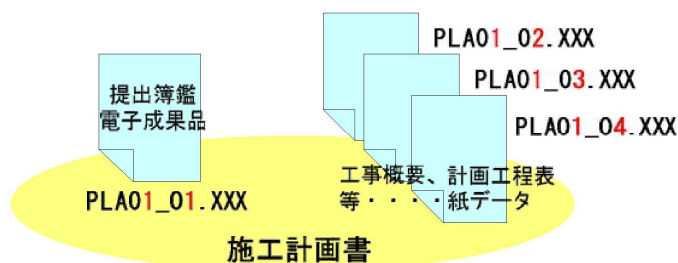 提出簿鑑
電子成果品
PLA01_01.XXX
PLA01_02.XXX
PLA01_03.XXX
PLA01_04.XXX
工事概要、計画工程表
等・・・・紙データ
施工計画書